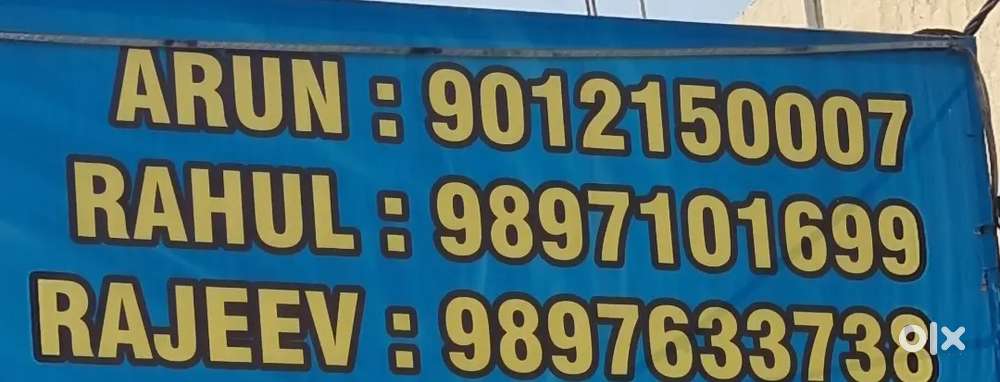 ARUN : 9012150007
RAHUL : 9897101699
RAJEEV : 9897633738
olx